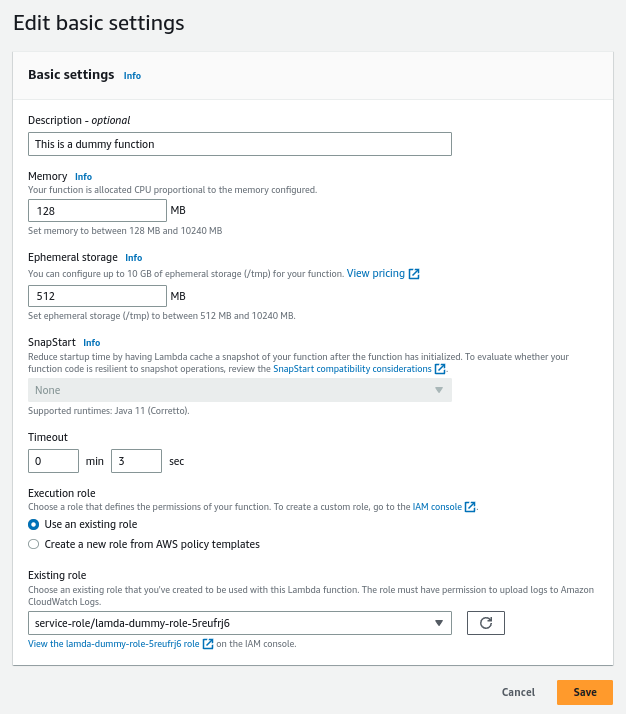 Edit basic settings
Basic settings Info
Description - optional
This is a dummy function
Memory Info
Your function is allocated CPU proportional to the memory configured.
128 MB
Set memory to between 128 MB and 10240 MB
Ephemeral storage Info
You can configure up to 10 GB of ephemeral storage (/tmp) for your function. View pricing
512 MB
Set ephemeral storage (/tmp) to between 512 MB and 10240 MB.
SnapStart Info
Reduce startup time by having Lambda cache a snapshot of your function after the function has initialized. To evaluate whether your
function code is resilient to snapshot operations, review the SnapStart compatibility considerations .
None
Supported runtimes: Java 11 (Corretto).
Timeout
0 min 3 sec
Execution role
Choose a role that defines the permissions of your function. To create a custom role, go to the IAM console .
Use an existing role
Create a new role from AWS policy templates
Existing role
Choose an existing role that you've created to be used with this Lambda function. The role must have permission to upload logs to Amazon
CloudWatch Logs.
service-role/lamda-dummy-role-5reufrj6
View the lamda-dummy-role-5reufrj6 role on the IAM console.
Cancel Save